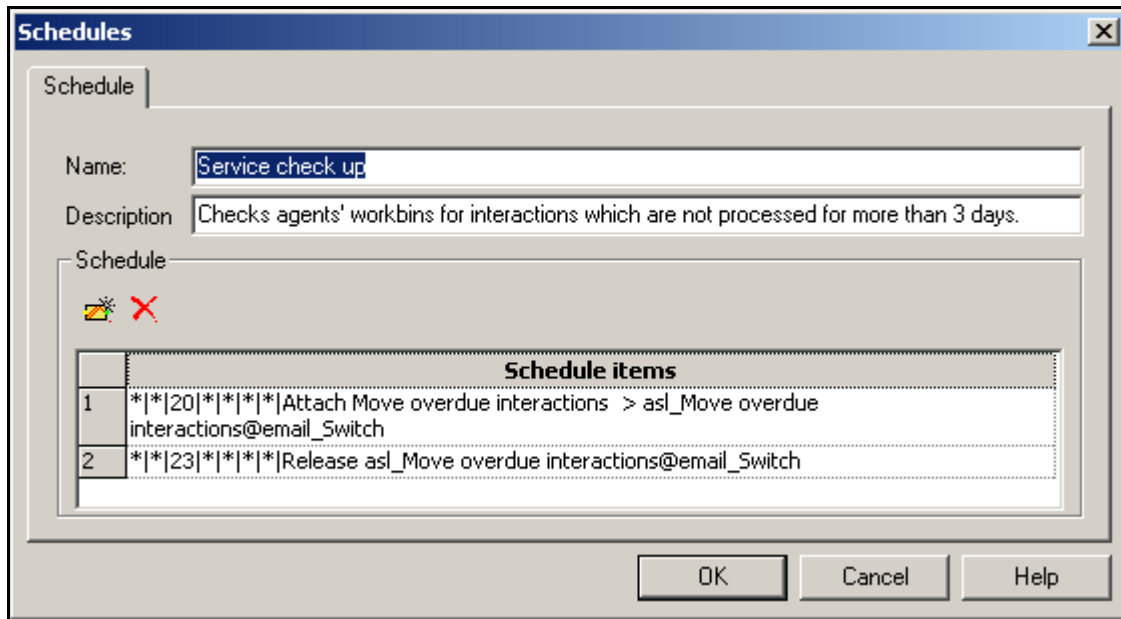 Schedules
Schedule
Name:
Service check up
Description
Checks agents' workbins for interactions which are not processed for more than 3 days.
Schedule
Schedule items
1 *|*|20|*|*|*|*|Attach Move overdue interactions > asl_Move overdue
interactions@email_Switch
2 *|*|23|*|*|*|*|Release asl_Move overdue interactions@email_Switch
OK Cancel Help